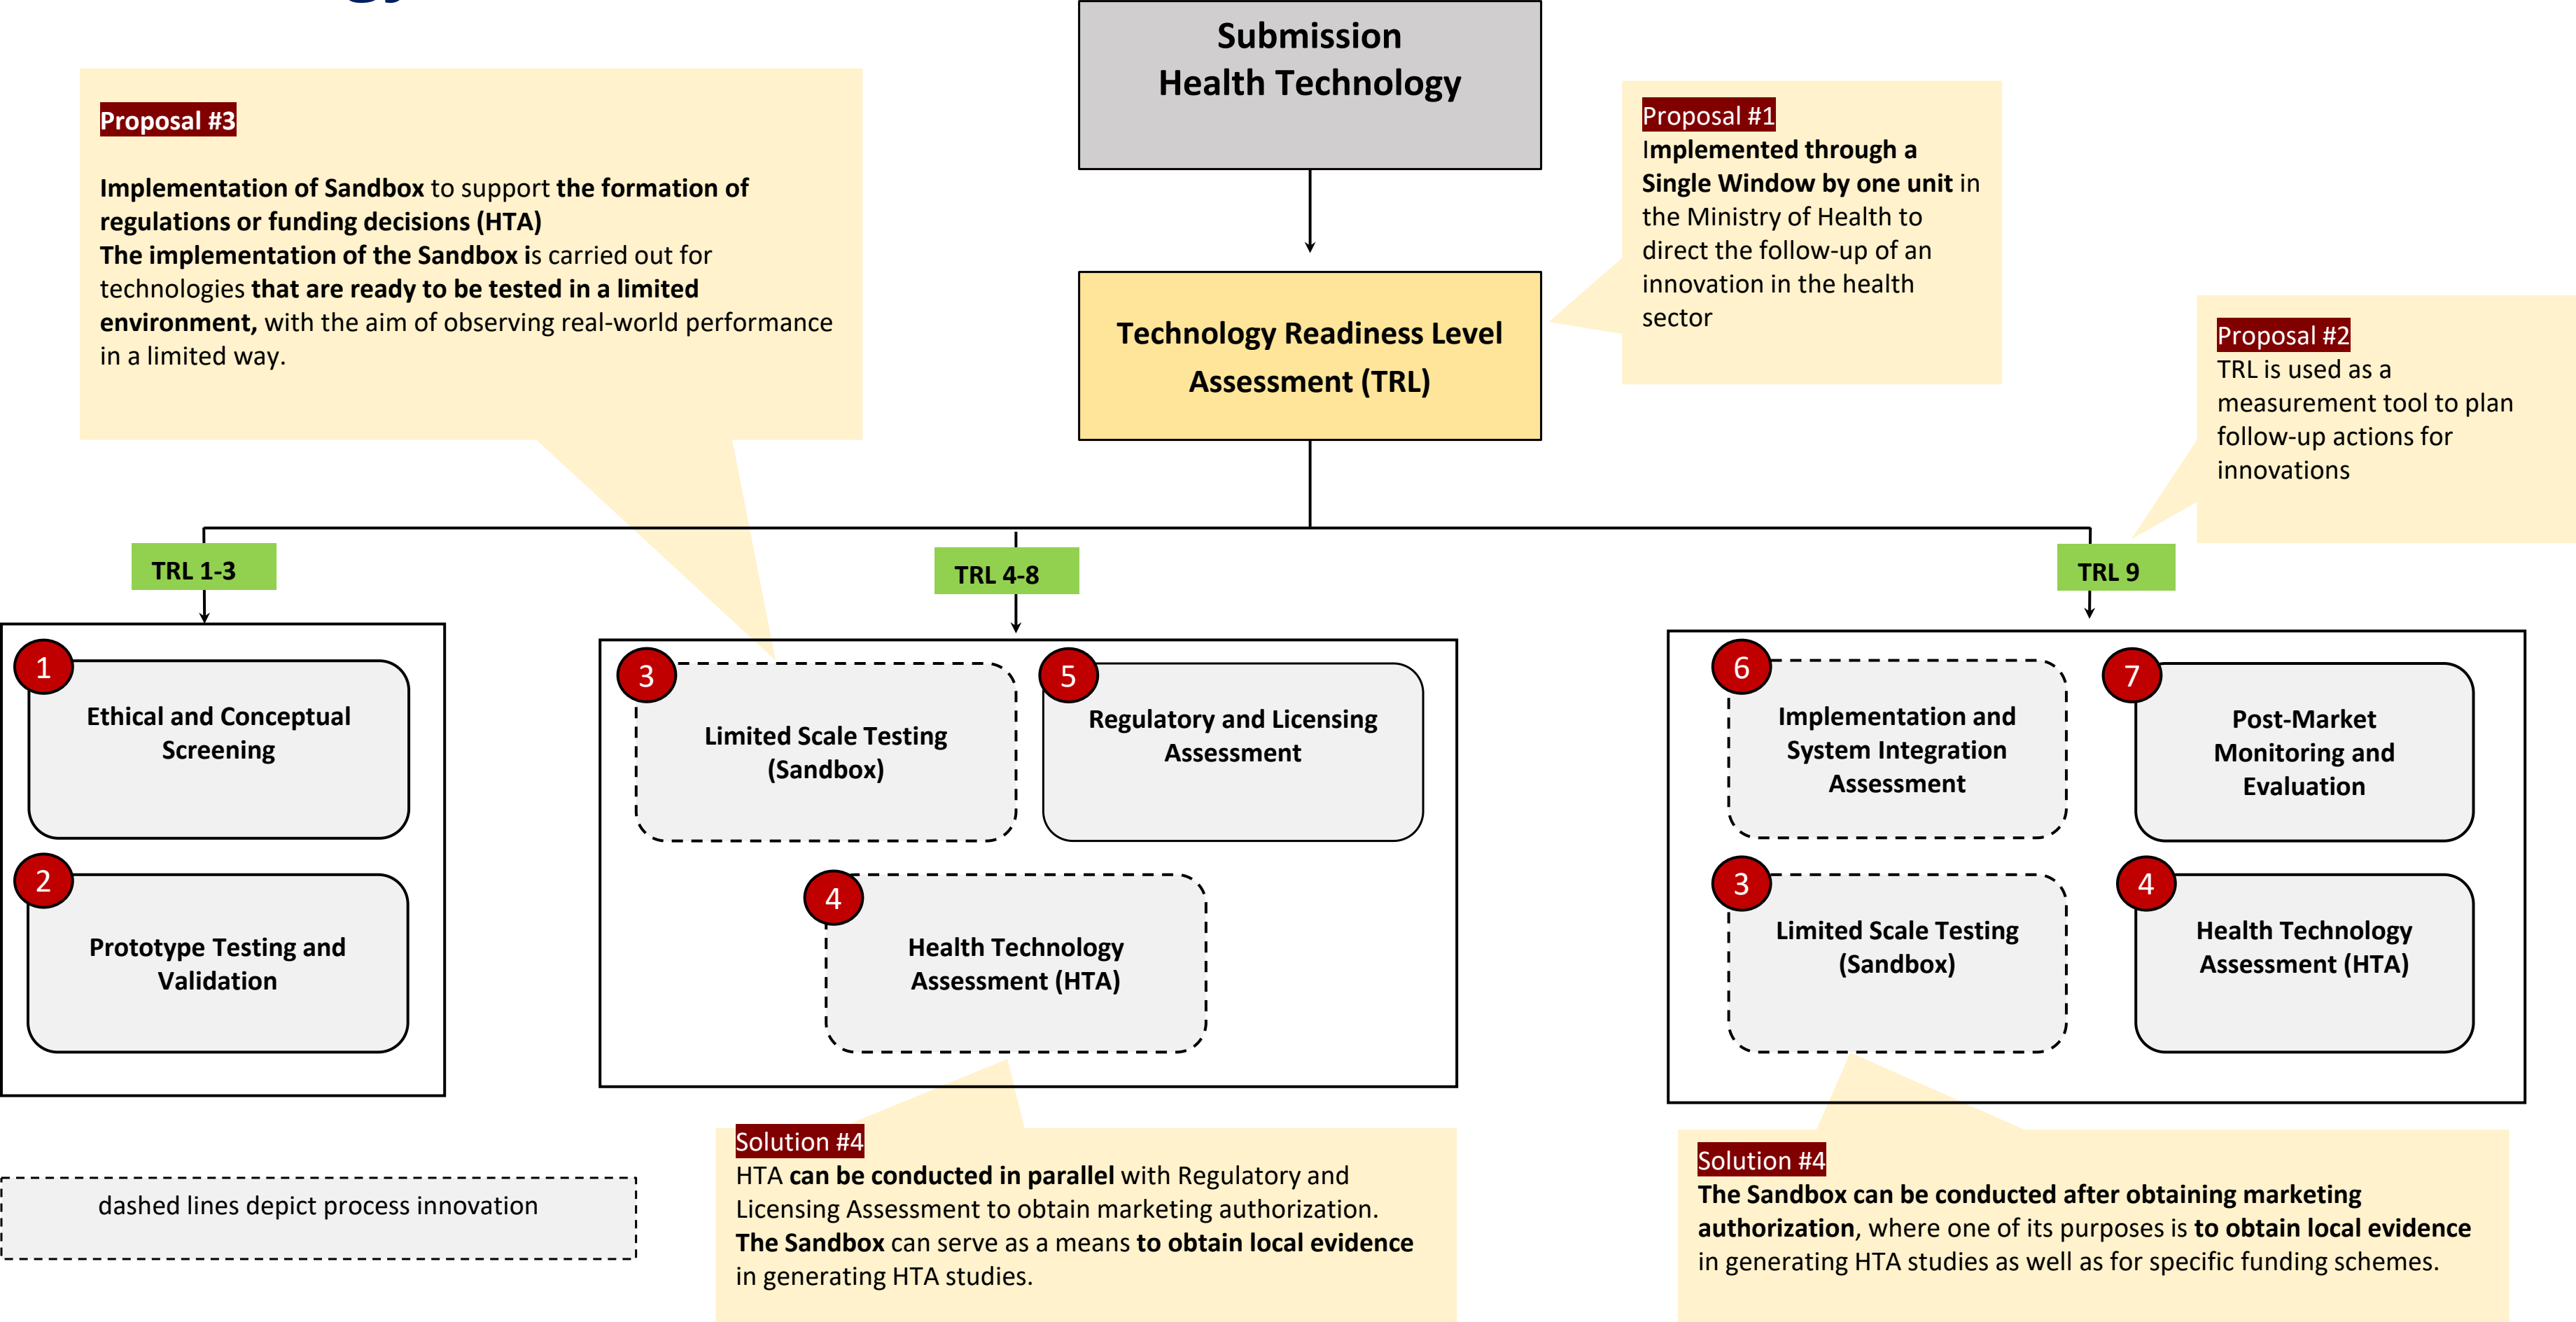 Submission
Health Technology
Proposal #3
Implementation of Sandbox to support the formation of
regulations or funding decisions (HTA)
The implementation of the Sandbox is carried out for
technologies that are ready to be tested in a limited
environment, with the aim of observing real-world performance
in a limited way.
Proposal #1
Implemented through a
Single Window by one unit in
the Ministry of Health to
direct the follow-up of an
innovation in the health
sector
Technology Readiness Level
Assessment (TRL)
Proposal #2
TRL is used as a
measurement tool to plan
follow-up actions for
innovations
TRL 1-3
TRL 4-8
TRL 9
1
Ethical and Conceptual
Screening
2
Prototype Testing and
Validation
3
Limited Scale Testing
(Sandbox)
5
Regulatory and Licensing
Assessment
4
Health Technology
Assessment (HTA)
6
Implementation and
System Integration
Assessment
7
Post-Market
Monitoring and
Evaluation
3
Limited Scale Testing
(Sandbox)
4
Health Technology
Assessment (HTA)
dashed lines depict process innovation
Solution #4
HTA can be conducted in parallel with Regulatory and
Licensing Assessment to obtain marketing authorization.
The Sandbox can serve as a means to obtain local evidence
in generating HTA studies.
Solution #4
The Sandbox can be conducted after obtaining marketing
authorization, where one of its purposes is to obtain local evidence
in generating HTA studies as well as for specific funding schemes.